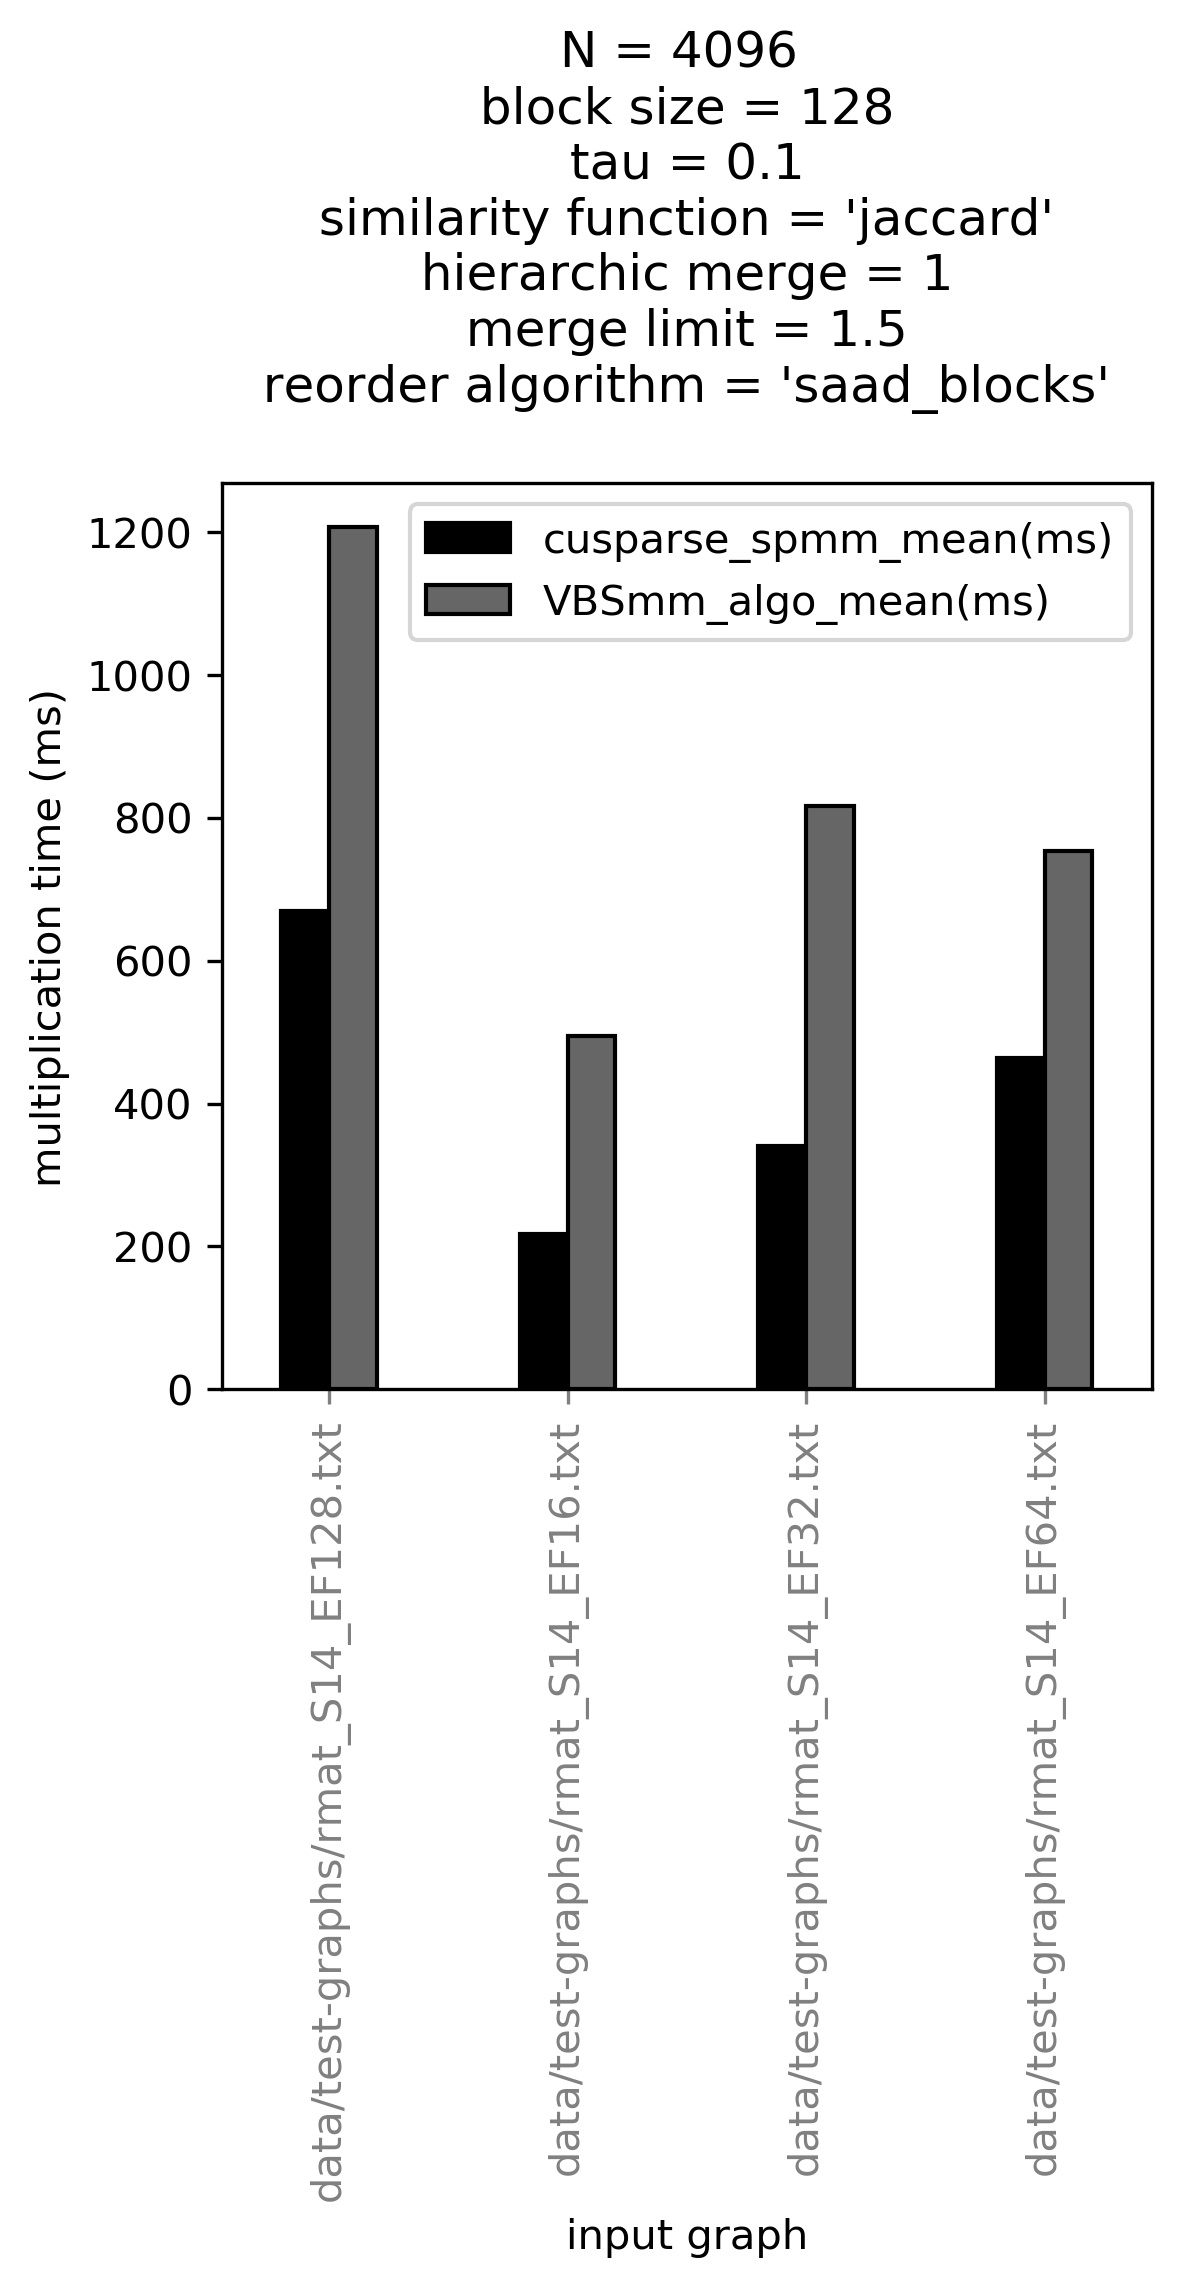 N = 4096
block size = 128
tau = 0.1
similarity function = 'jaccard'
hierarchic merge = 1
merge limit = 1.5
reorder algorithm = 'saad_blocks'
cusparse_spmm_mean(ms)
VBSmm_algo_mean(ms)
multiplication time (ms)
1200
1000
800
600
400
200
0
data/test-graphs/rmat_S14_EF128.txt
data/test-graphs/rmat_S14_EF16.txt
data/test-graphs/rmat_S14_EF32.txt
data/test-graphs/rmat_S14_EF64.txt
input graph